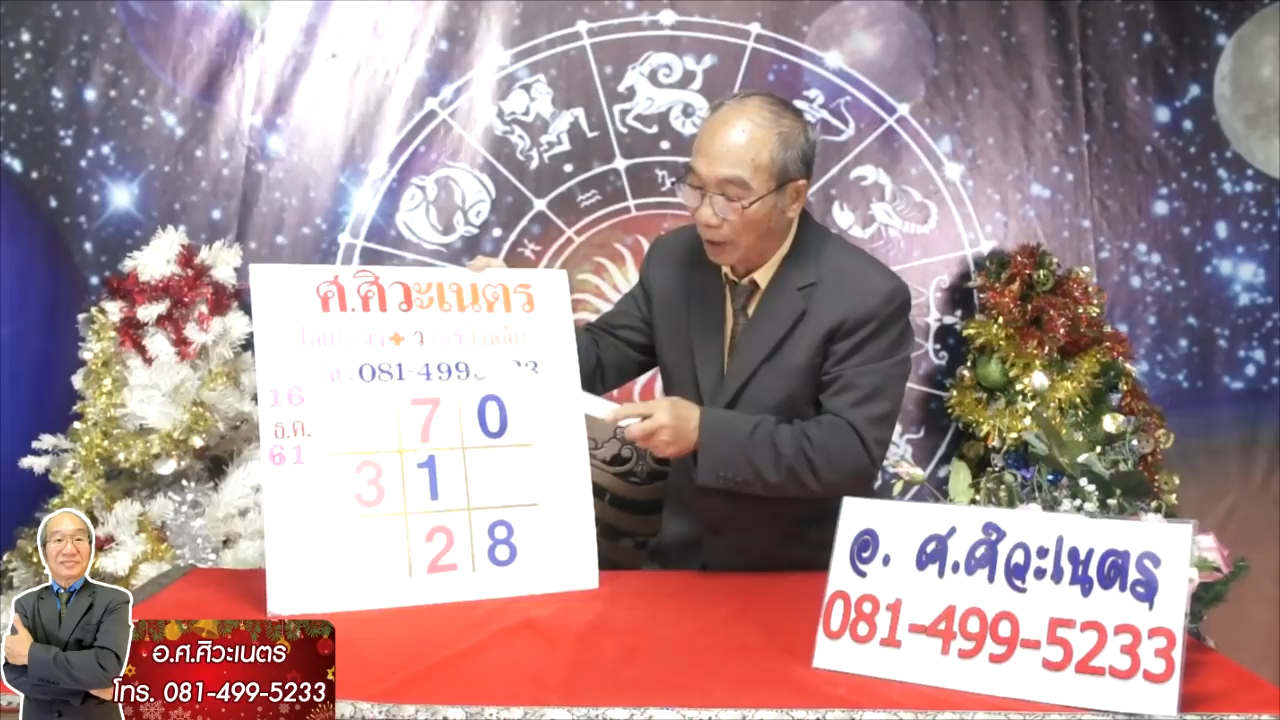 ศ.ศิวะเนตร
081-499
16
ธ.ค.
61
7 0
3 1
2 8
อ. ศ.ศิวะเนตร
081-499-5233
อ.ศ.ศิวะเนตร
โทร. 081-499-5233